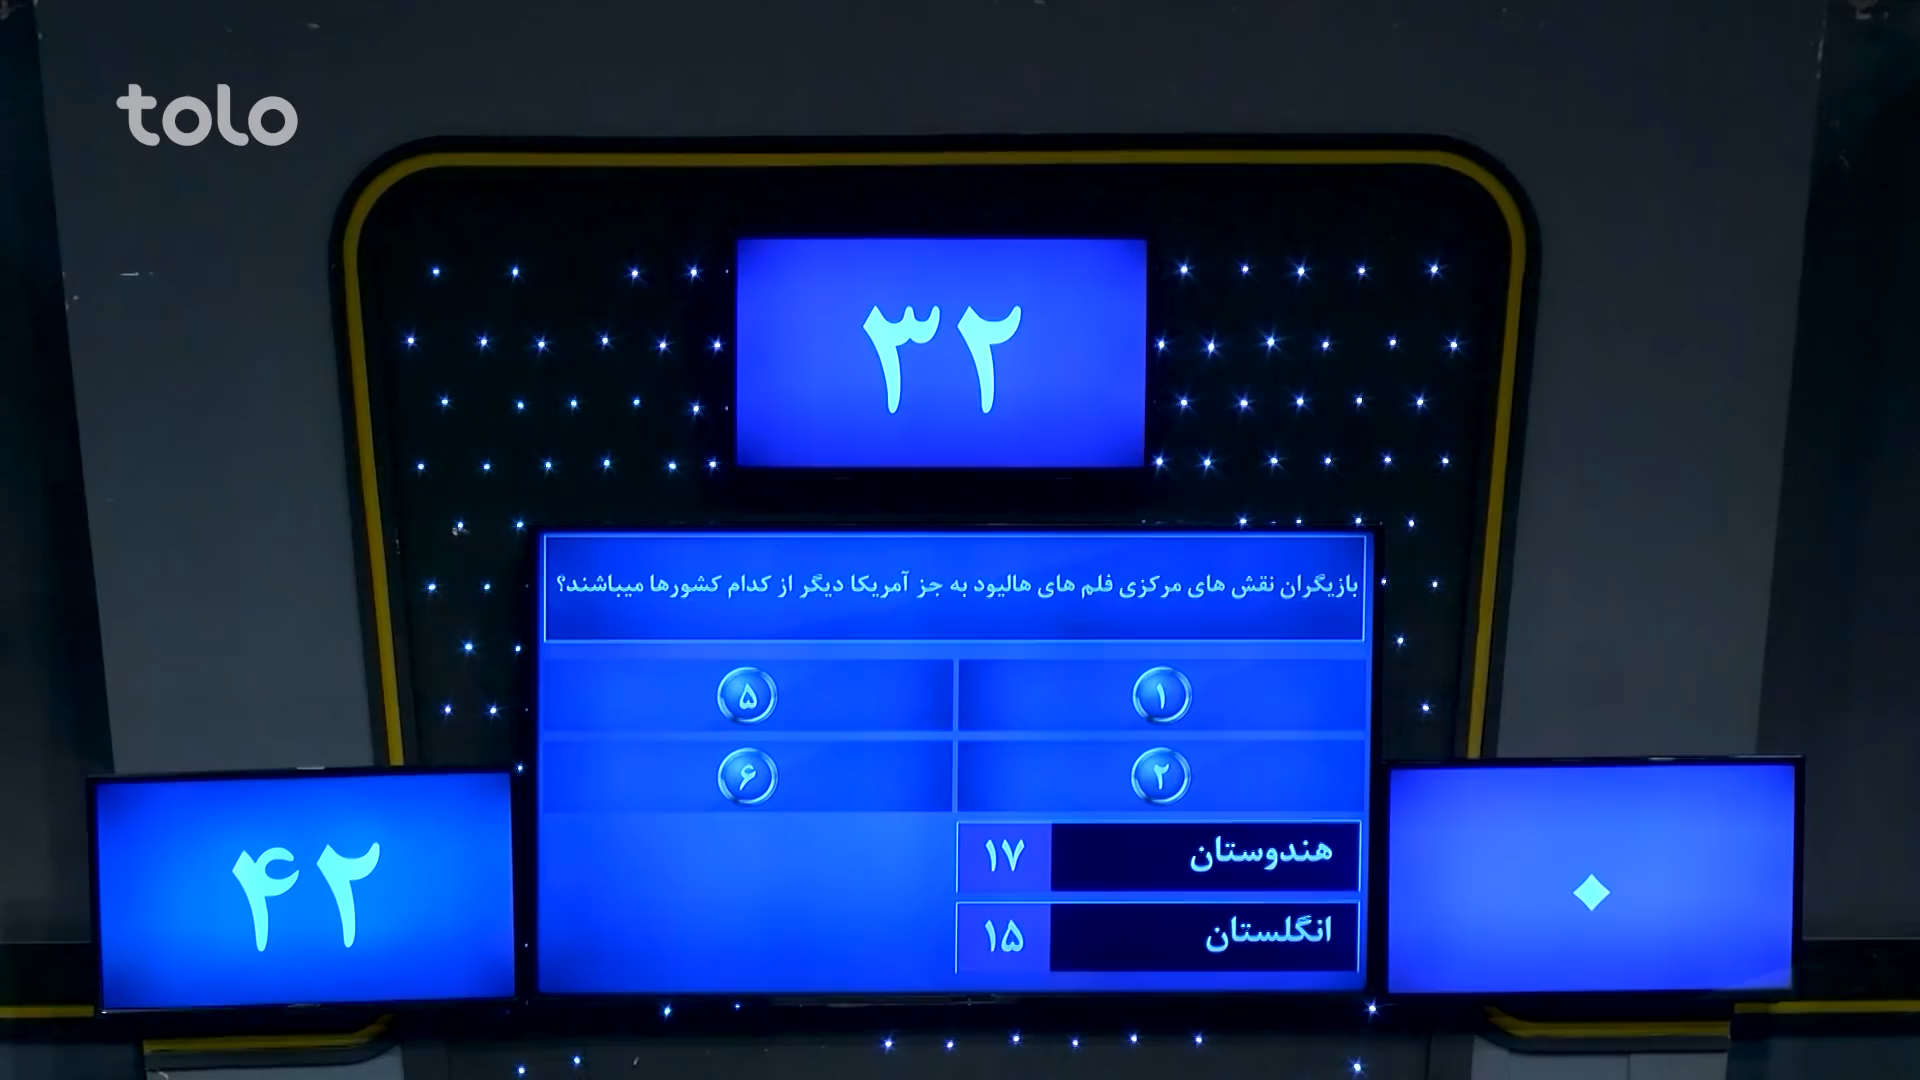 tolo
۳۲
بازیگران نقش های مرکزی فلم های هالیود به جز آمریکا دیگر از کدام کشورها میباشند؟
۱
۵
۲
۶
هندوستان ۱۷
انگلستان ۱۵
۰
۴۲